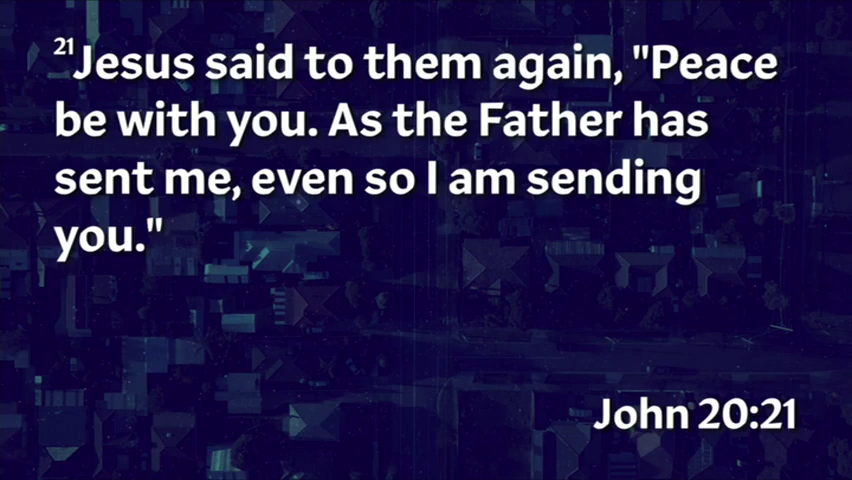 21Jesus said to them again, "Peace
be with you. As the Father has
sent me, even so I am sending
you."
John 20:21